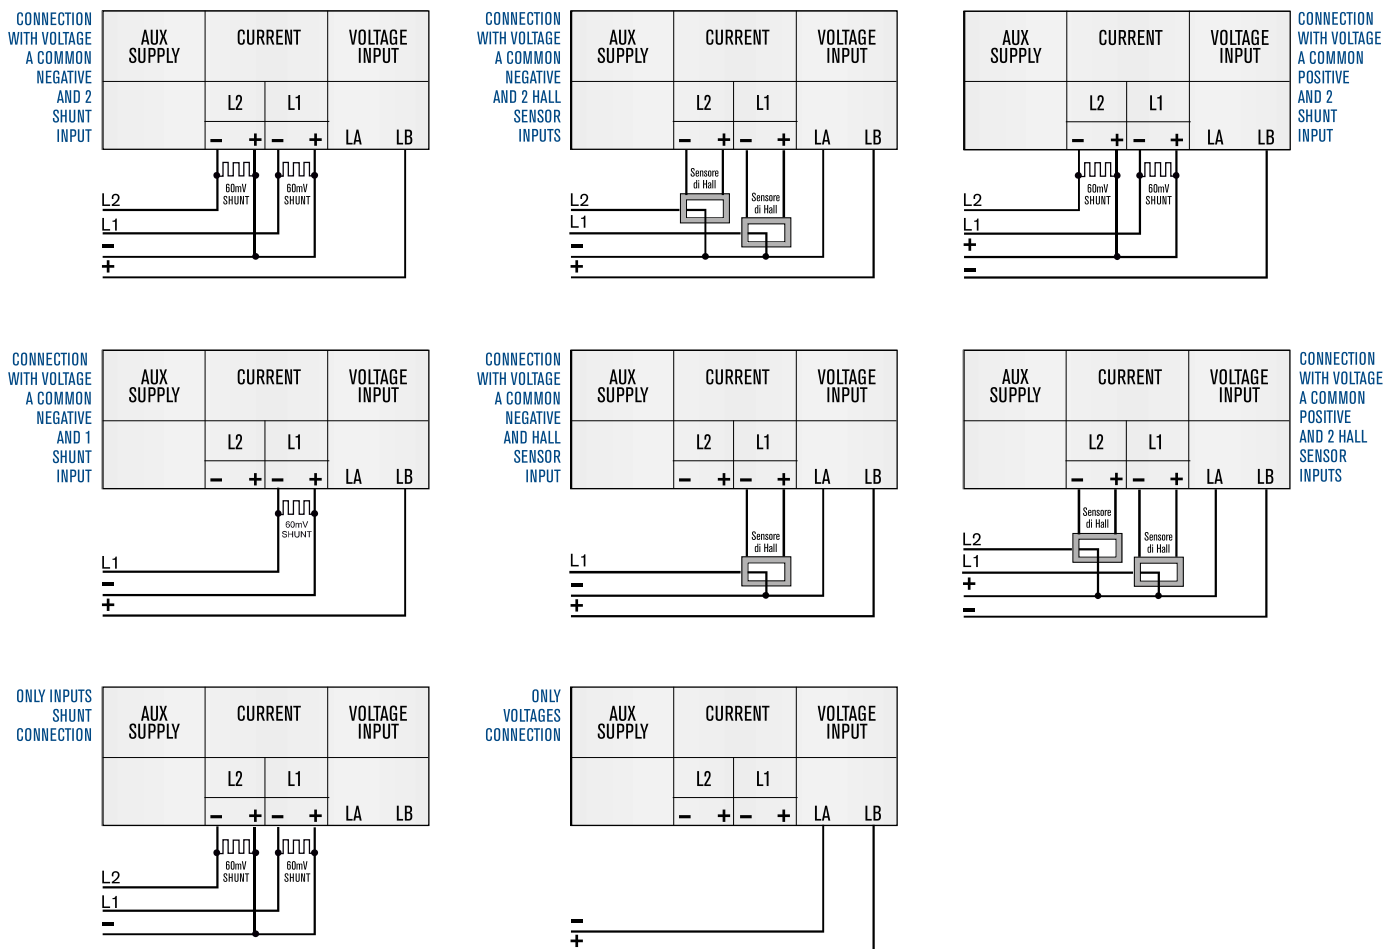 CONNECTION
WITH VOLTAGE
A COMMON
NEGATIVE
AND 2
SHUNT
INPUT
AUX
SUPPLY
CURRENT
VOLTAGE
INPUT
L2
L1
− + − +
LA
LB
60mV
SHUNT
60mV
SHUNT
L2
L1
−
+
CONNECTION
WITH VOLTAGE
A COMMON
NEGATIVE
AND 2 HALL
SENSOR
INPUTS
AUX
SUPPLY
CURRENT
VOLTAGE
INPUT
L2
L1
− + − +
LA
LB
Sensore
di Hall
Sensore
di Hall
L2
L1
−
+
AUX
SUPPLY
CURRENT
VOLTAGE
INPUT
L2
L1
− + − +
LA
LB
60mV
SHUNT
60mV
SHUNT
L2
L1
+
−
CONNECTION
WITH VOLTAGE
A COMMON
POSITIVE
AND 2
SHUNT
INPUT
CONNECTION
WITH VOLTAGE
A COMMON
NEGATIVE
AND 1
SHUNT
INPUT
AUX
SUPPLY
CURRENT
VOLTAGE
INPUT
L2
L1
− + − +
LA
LB
60mV
SHUNT
L1
−
+
CONNECTION
WITH VOLTAGE
A COMMON
NEGATIVE
AND HALL
SENSOR
INPUT
AUX
SUPPLY
CURRENT
VOLTAGE
INPUT
L2
L1
− + − +
LA
LB
Sensore
di Hall
L1
−
+
AUX
SUPPLY
CURRENT
VOLTAGE
INPUT
L2
L1
− + − +
LA
LB
Sensore
di Hall
Sensore
di Hall
L2
L1
+
−
CONNECTION
WITH VOLTAGE
A COMMON
POSITIVE
AND 2 HALL
SENSOR
INPUTS
ONLY INPUTS
SHUNT
CONNECTION
AUX
SUPPLY
CURRENT
VOLTAGE
INPUT
L2
L1
− + − +
LA
LB
60mV
SHUNT
60mV
SHUNT
L2
L1
−
ONLY
VOLTAGES
CONNECTION
AUX
SUPPLY
CURRENT
VOLTAGE
INPUT
L2
L1
− + − +
LA
LB
−
+